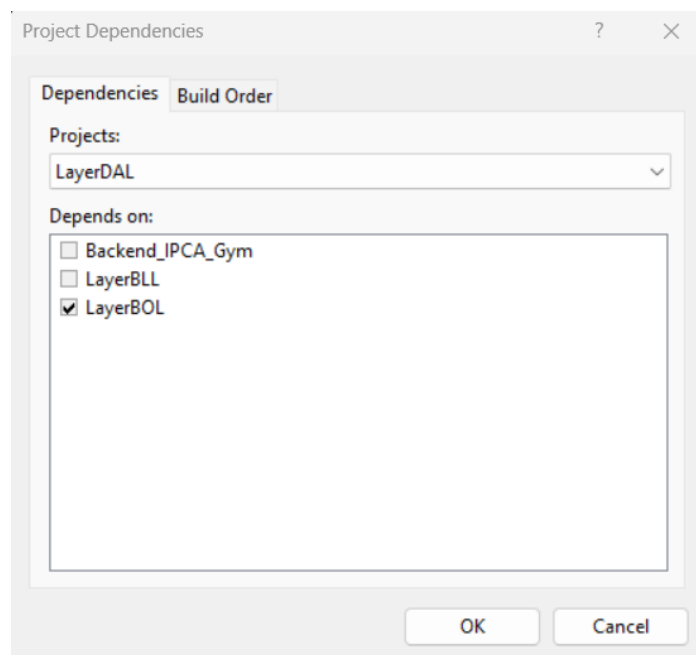 Project Dependencies ?
Dependencies Build Order
Projects:
LayerDAL
Depends on:
Backend_IPCA_Gym
LayerBLL
LayerBOL
OK Cancel